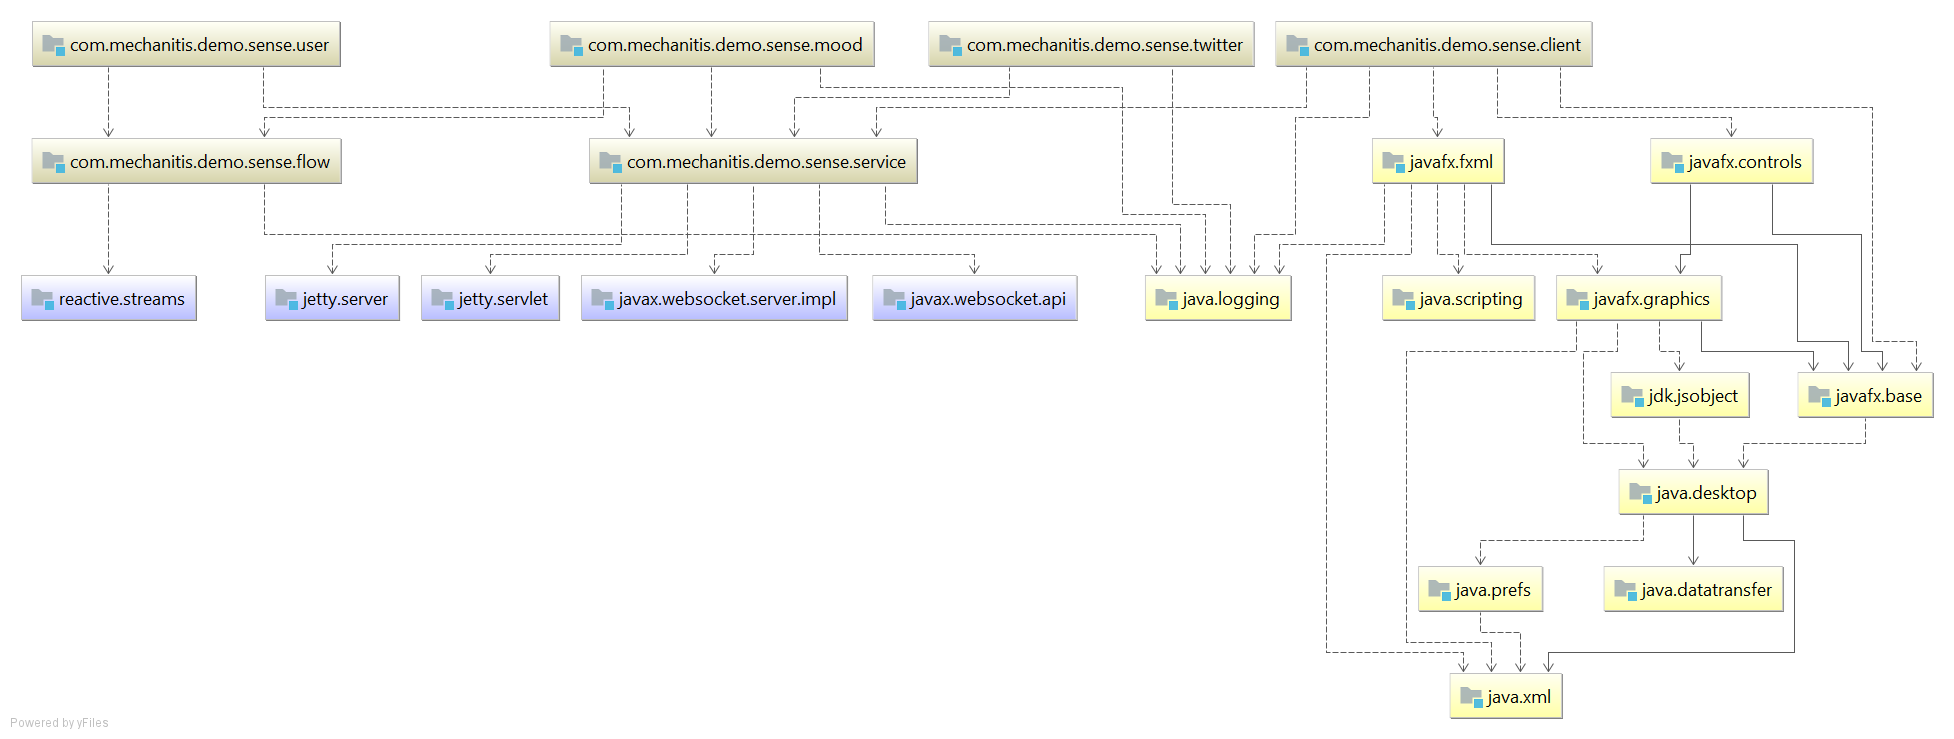 com.mechanitis.demo.sense.user
com.mechanitis.demo.sense.mood
com.mechanitis.demo.sense.twitter
com.mechanitis.demo.sense.client
com.mechanitis.demo.sense.flow
com.mechanitis.demo.sense.service
javafx.fxml
javafx.controls
reactive.streams
jetty.server
jetty.servlet
javax.websocket.server.impl
javax.websocket.api
java.logging
java.scripting
javafx.graphics
jdk.jsobject
javafx.base
java.desktop
java.prefs
java.datatransfer
java.xml
Powered by yFiles